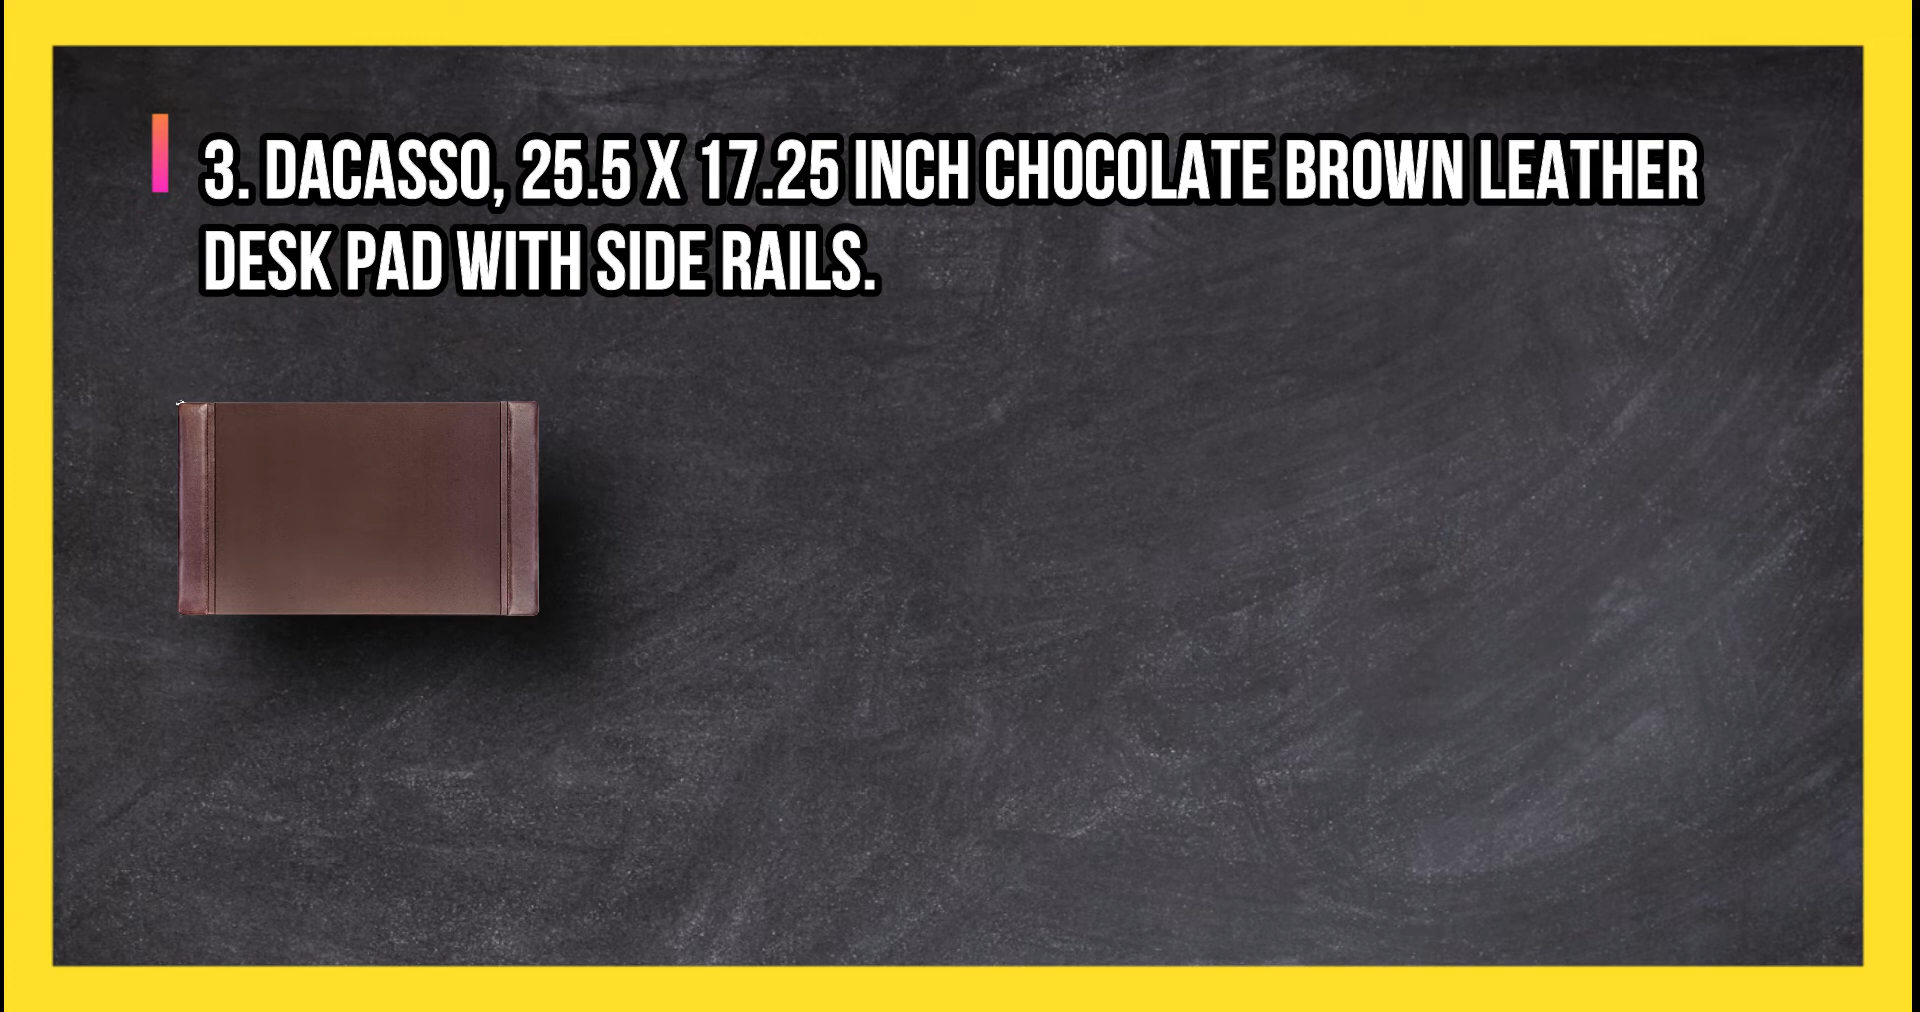 3. DACASSO, 25.5 X 17.25 INCH CHOCOLATE BROWN LEATHER
DESK PAD WITH SIDE RAILS.